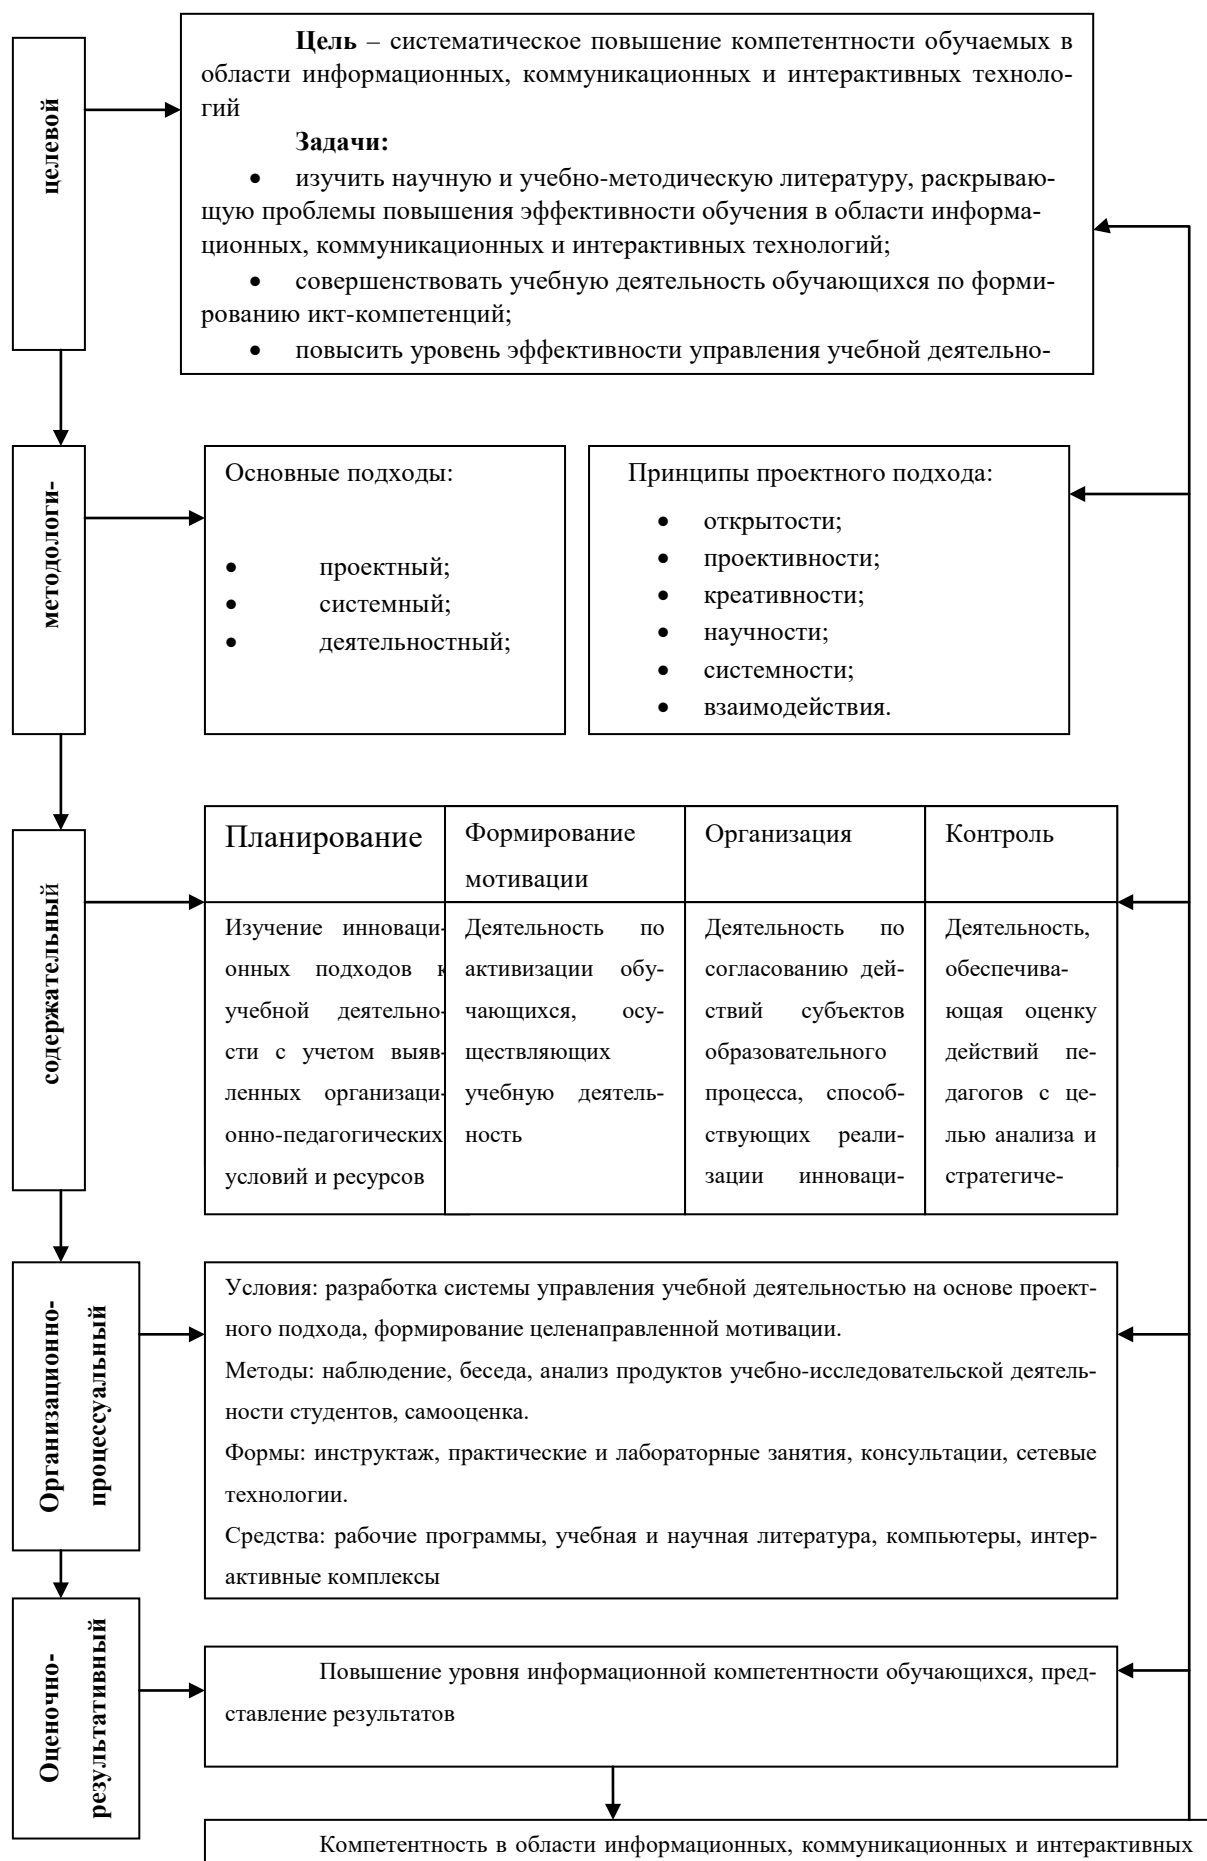 целевой
Цель – систематическое повышение компетентности обучаемых в
области информационных, коммуникационных и интерактивных техноло-
гий
Задачи:
• изучить научную и учебно-методическую литературу, раскрываю-
щую проблемы повышения эффективности обучения в области информа-
ционных, коммуникационных и интерактивных технологий;
• совершенствовать учебную деятельность обучающихся по форми-
рованию икт-компетенций;
• повысить уровень эффективности управления учебной деятельно-
методологи-
Основные подходы:
• проектный;
• системный;
• деятельностный;
Принципы проектного подхода:
• открытости;
• проективности;
• креативности;
• научности;
• системности;
• взаимодействия.
содержательный
Планирование
Изучение инноваци-
онных подходов к
учебной деятельно-
сти с учетом выяв-
ленных организаци-
онно-педагогических
условий и ресурсов
Формирование
мотивации
Деятельность по
активизации обу-
чающихся, осу-
ществляющих
учебную деятель-
ность
Организация
Деятельность по
согласованию дей-
ствий субъектов
образовательного
процесса, способ-
ствующих реали-
зации инноваци-
Контроль
Деятельность,
обеспечива-
ющая оценку
действий пе-
дагогов с це-
лью анализа и
стратегиче-
Организационно-
процессуальный
Условия: разработка системы управления учебной деятельностью на основе проект-
ного подхода, формирование целенаправленной мотивации.
Методы: наблюдение, беседа, анализ продуктов учебно-исследовательской деятель-
ности студентов, самооценка.
Формы: инструктаж, практические и лабораторные занятия, консультации, сетевые
технологии.
Средства: рабочие программы, учебная и научная литература, компьютеры, интер-
активные комплексы
Оценочно-
результативный
Повышение уровня информационной компетентности обучающихся, пред-
ставление результатов
Компетентность в области информационных, коммуникационных и интерактивных